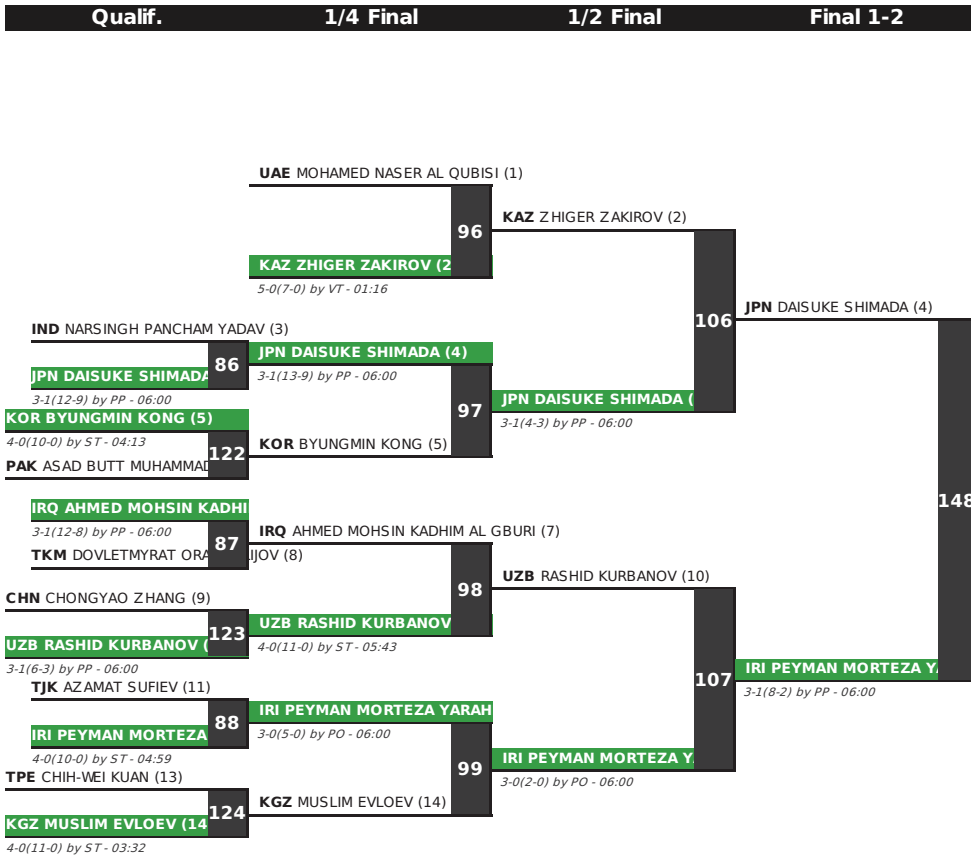 Qualif. 1/4 Final 1/2 Final Final 1-2
UAE MOHAMED NASER AL QUBISI (1)
96
KAZ ZHIGER ZAKIROV (2
5-0(7-0) by VT - 01:16
KAZ ZHIGER ZAKIROV (2)
106
JPN DAISUKE SHIMADA (4)
IND NARSINGH PANCHAM YADAV (3)
86
JPN DAISUKE SHIMADA
3-1(12-9) by PP - 06:00
JPN DAISUKE SHIMADA (4)
3-1(13-9) by PP - 06:00
97
JPN DAISUKE SHIMADA (
3-1(4-3) by PP - 06:00
KOR BYUNGMIN KONG (5)
4-0(10-0) by ST - 04:13
122
PAK ASAD BUTT MUHAMMAD
KOR BYUNGMIN KONG (5)
148
IRQ AHMED MOHSIN KADHI
3-1(12-8) by PP - 06:00
87
TKM DOVLETMYRAT ORA IJOV (8)
IRQ AHMED MOHSIN KADHIM AL GBURI (7)
98
UZB RASHID KURBANOV (10)
CHN CHONGYAO ZHANG (9)
123
UZB RASHID KURBANOV (
3-1(6-3) by PP - 06:00
UZB RASHID KURBANOV
4-0(11-0) by ST - 05:43
107
IRI PEYMAN MORTEZA YA
3-1(8-2) by PP - 06:00
TJK AZAMAT SUFIEV (11)
88
IRI PEYMAN MORTEZA
4-0(10-0) by ST - 04:59
IRI PEYMAN MORTEZA YARAH
3-0(5-0) by PO - 06:00
99
IRI PEYMAN MORTEZA Y
3-0(2-0) by PO - 06:00
TPE CHIH-WEI KUAN (13)
124
KGZ MUSLIM EVLOEV (14
4-0(11-0) by ST - 03:32
KGZ MUSLIM EVLOEV (14)